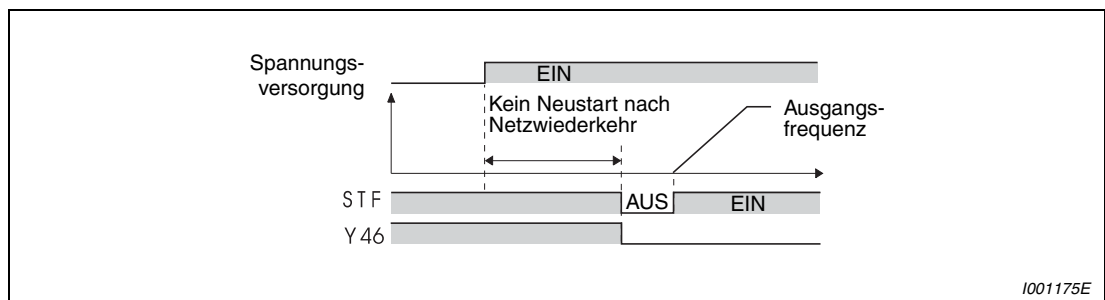 Spannungs-
versorgung
EIN
Kein Neustart nach
Netzwiederkehr
Ausgangs-
frequenz
STF
AUS
EIN
Y46
I001175E